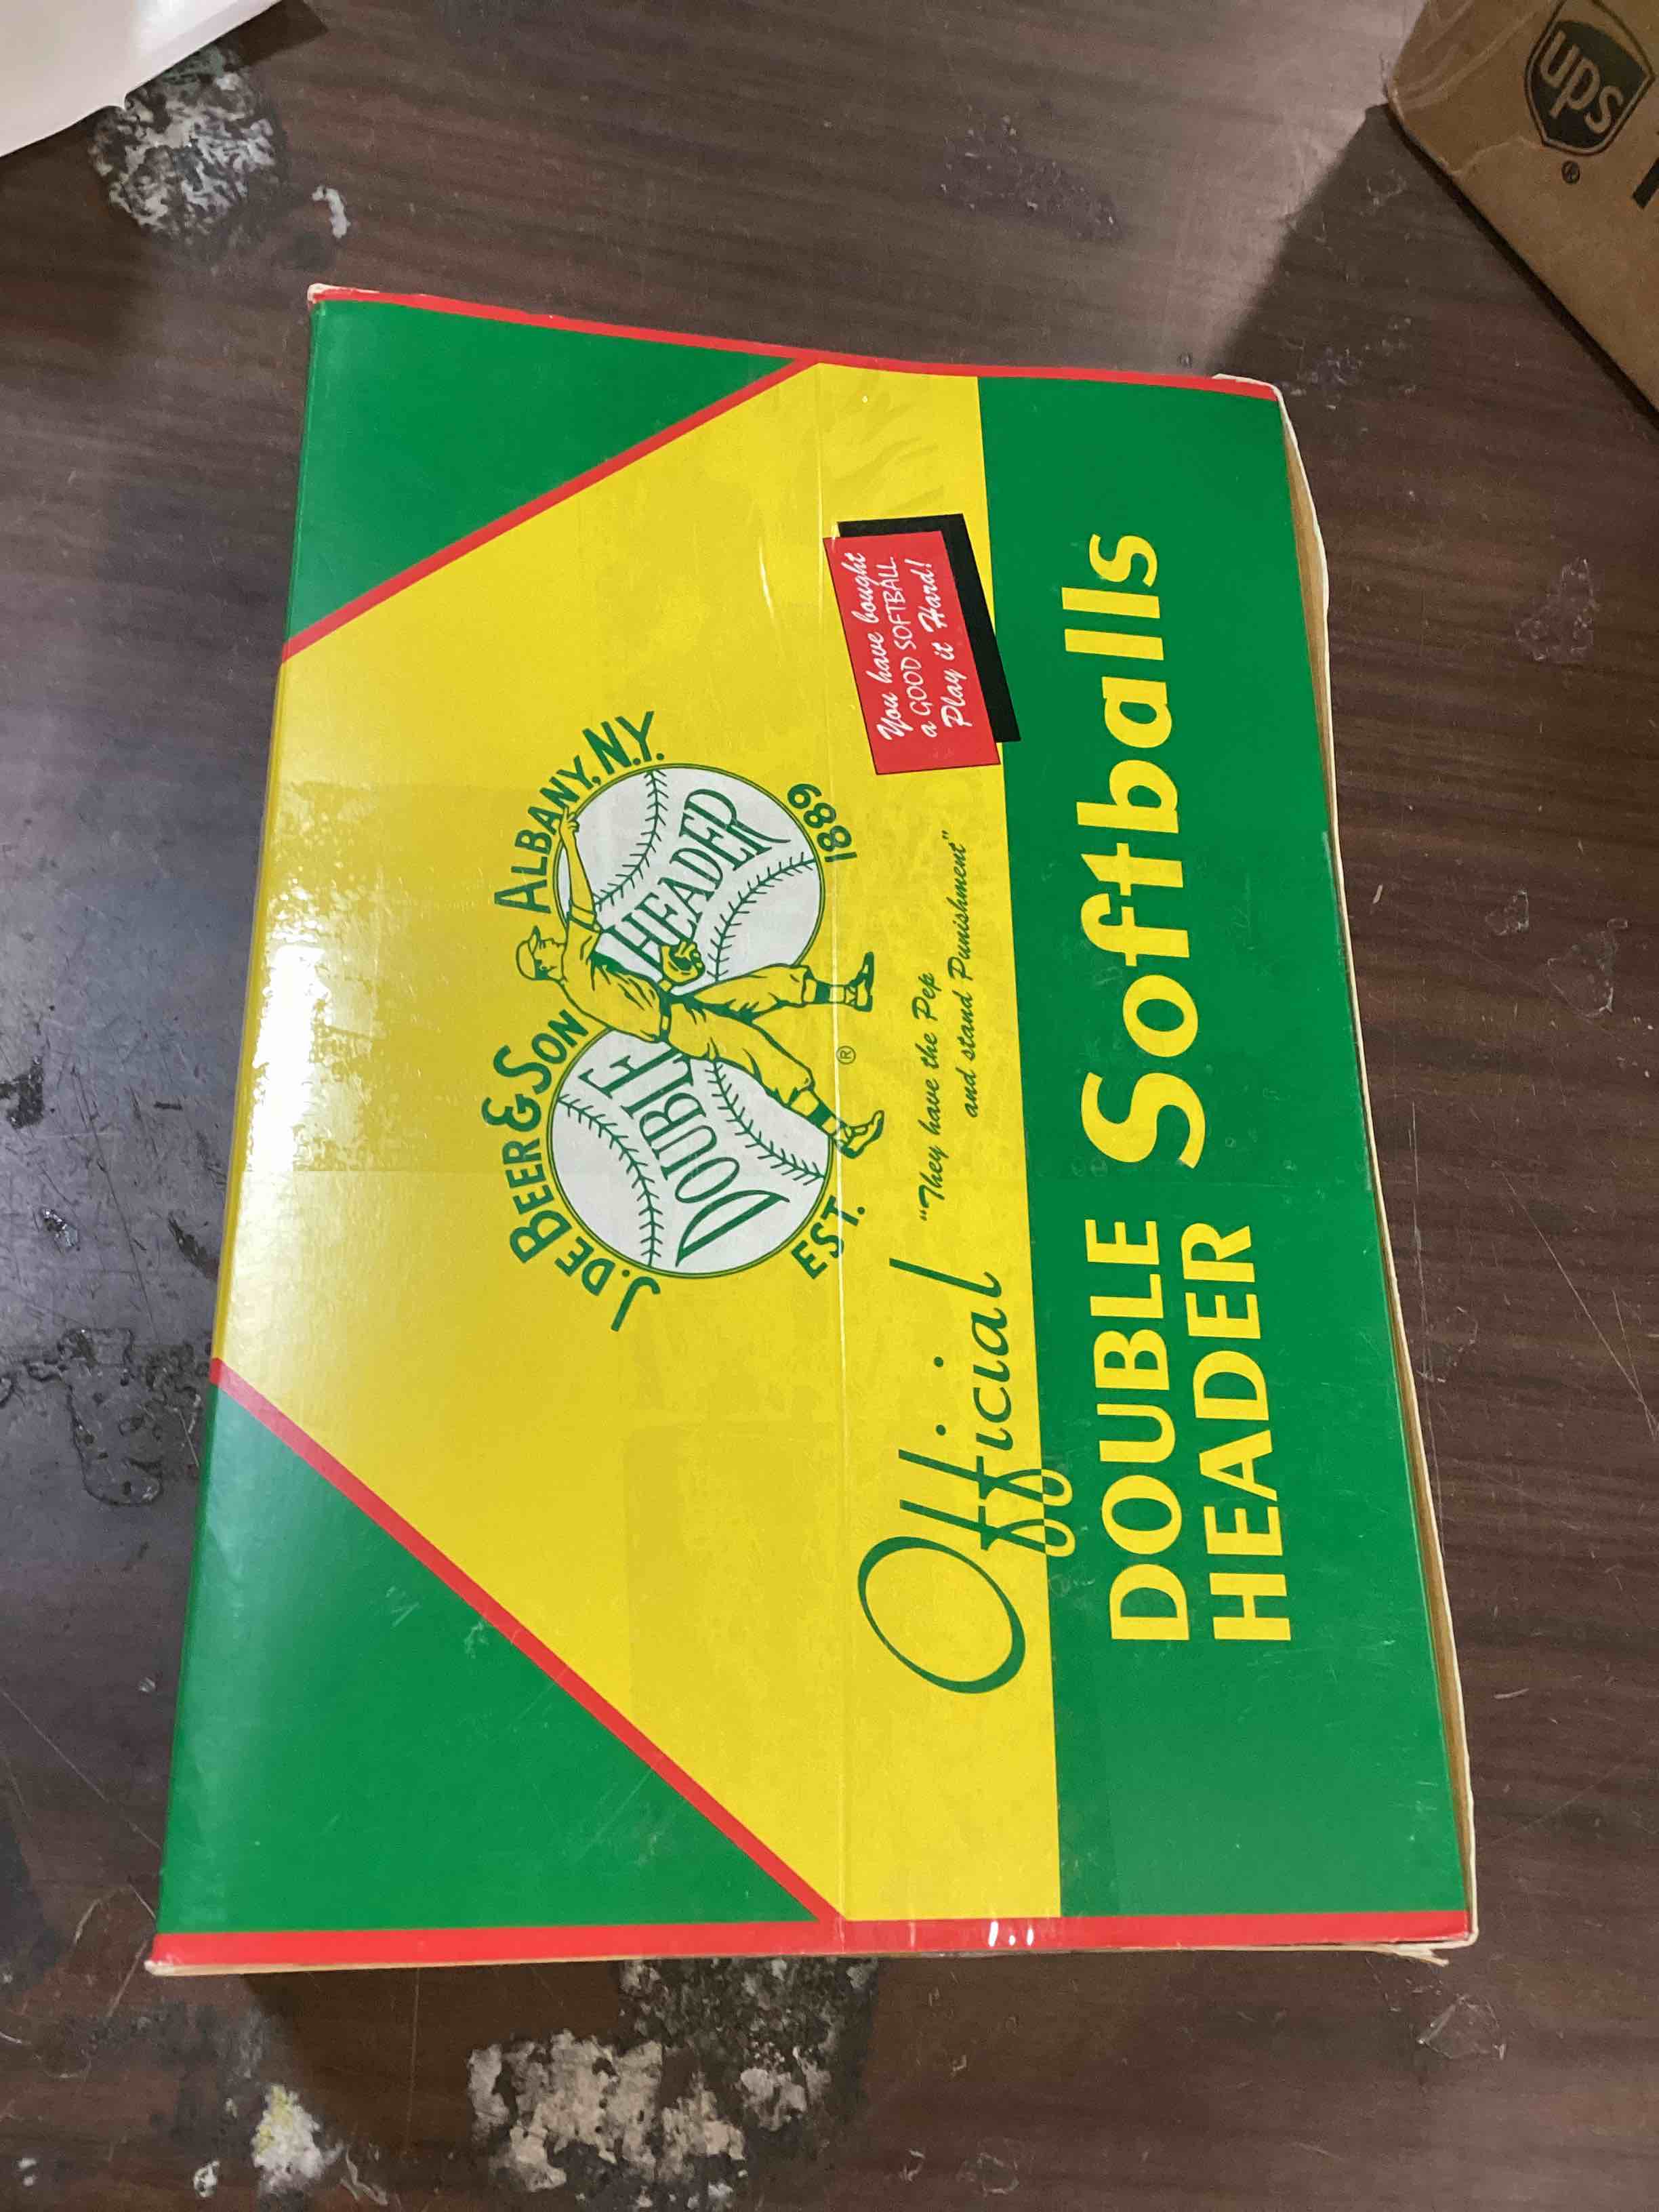 J. DE BEER & SON ALBANY, N.Y.
DOUBLE HEADER
EST. 1889
®
Official
"They have the Pep
and stand Punishment"
You have bought
a GOOD SOFTBALL
Play it Hard!
DOUBLE
HEADER
Softballs
ups
®